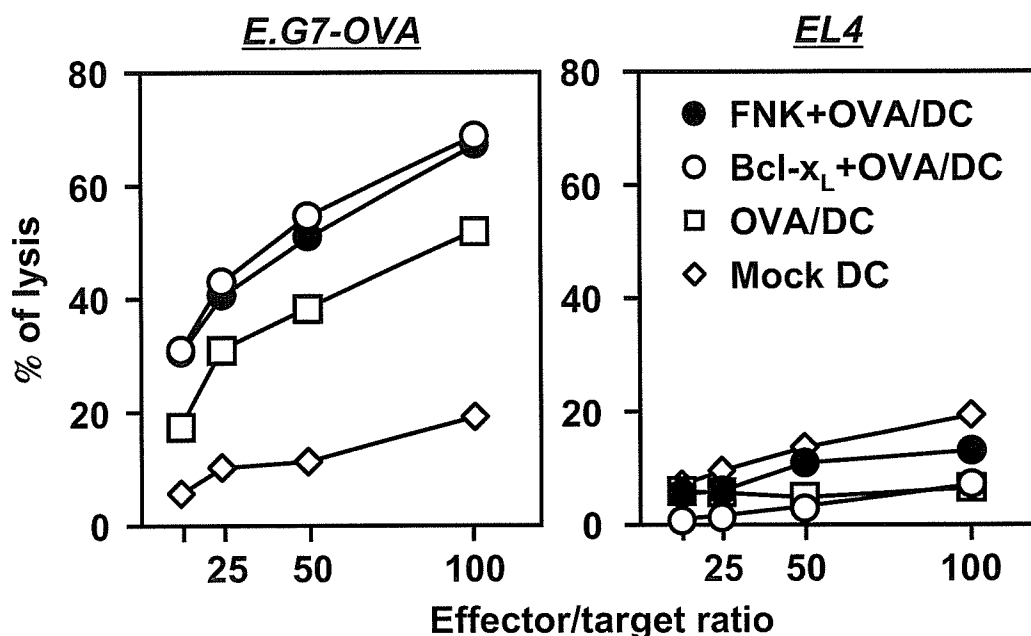 E.G7-OVA
EL4
% of lysis
80
60
40
20
0
25 50 100
80
60
40
20
0
25 50 100
FNK+OVA/DC
Bcl-xL+OVA/DC
OVA/DC
Mock DC
Effector/target ratio